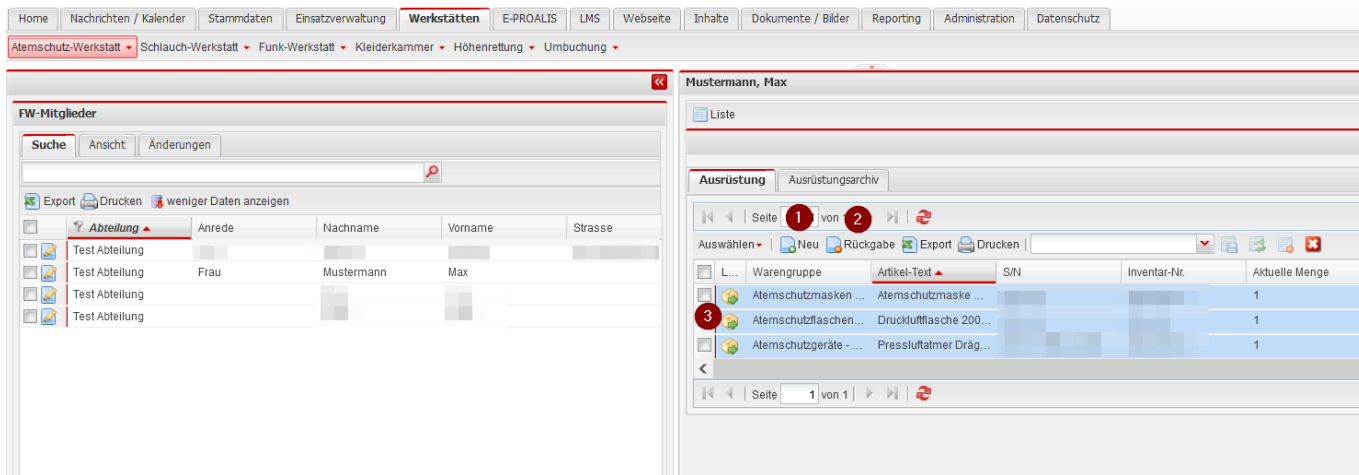 Home Nachrichten / Kalender Stammdaten Einsatzverwaltung Werkstätten E-PROALIS LMS Webseite Inhalte Dokumente / Bilder Reporting Administration Datenschutz
Atemschutz-Werkstatt Schlauch-Werkstatt Funk-Werkstatt Kleiderkammer Höhenrettung Umbuchung
FW-Mitglieder
Suche Ansicht Änderungen
Export Drucken weniger Daten anzeigen
Abteilung Anrede Nachname Vorname Strasse
Test Abteilung
Test Abteilung Frau Mustermann Max
Test Abteilung
Test Abteilung
Mustermann, Max
Liste
Ausrüstung Ausrüstungsarchiv
Seite 1 von 2
Auswählen Neu Rückgabe Export Drucken
L... Warengruppe Artikel-Text S/N Inventar-Nr. Aktuelle Menge
Atemschutzmasken ... Atemschutzmaske ... 1
3 Atemschutzflaschen... Druckluftflasche 200... 1
Atemschutzgeräte - ... Pressluftatmer Dräg... 1
Seite 1 von 1